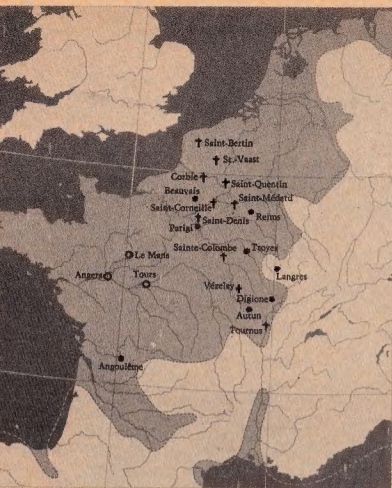 Saint-Bertin
St.-Vaast
Corbie
Saint-Quentin
Beauvais
Saint-Médard
Saint-Corneille
Reims
Saint-Denis
Parigi
Sainte-Colombe
Troyes
Le Mans
Langres
Angers
Tours
Vézelay
Digione
Autun
Tournus
Angoulême